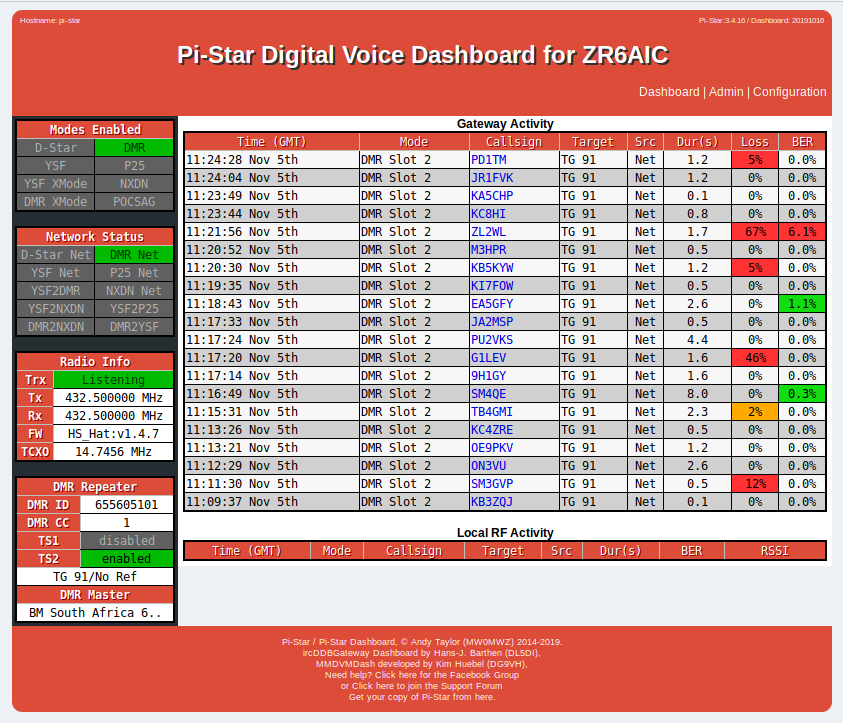 Hostname: pi-star
Pi-Star:3.4.16 / Dashboard: 20191016
Pi-Star Digital Voice Dashboard for ZR6AIC
Dashboard | Admin | Configuration
Modes Enabled
D-Star DMR
YSF P25
YSF XMode NXDN
DMR XMode POCSAG
Network Status
D-Star Net DMR Net
YSF Net P25 Net
YSF2DMR NXDN Net
YSF2NXDN YSF2P25
DMR2NXDN DMR2YSF
Radio Info
Trx Listening
Tx 432.500000 MHz
Rx 432.500000 MHz
FW HS_Hat:v1.4.7
TCXO 14.7456 MHz
DMR Repeater
DMR ID 655605101
DMR CC 1
TS1 disabled
TS2 enabled
TG 91/No Ref
DMR Master
BM South Africa 6..
Gateway Activity
Time (GMT) Mode Callsign Target Src Dur(s) Loss BER
11:24:28 Nov 5th DMR Slot 2 PD1TM TG 91 Net 1.2 5% 0.0%
11:24:04 Nov 5th DMR Slot 2 JR1FVK TG 91 Net 1.2 0% 0.0%
11:23:49 Nov 5th DMR Slot 2 KA5CHP TG 91 Net 0.1 0% 0.0%
11:23:44 Nov 5th DMR Slot 2 KC8HI TG 91 Net 0.8 0% 0.0%
11:21:56 Nov 5th DMR Slot 2 ZL2WL TG 91 Net 1.7 67% 6.1%
11:20:52 Nov 5th DMR Slot 2 M3HPR TG 91 Net 0.5 0% 0.0%
11:20:30 Nov 5th DMR Slot 2 KB5KYW TG 91 Net 1.2 5% 0.0%
11:19:35 Nov 5th DMR Slot 2 KI7FOW TG 91 Net 0.5 0% 0.0%
11:18:43 Nov 5th DMR Slot 2 EA5GFY TG 91 Net 2.6 0% 1.1%
11:17:33 Nov 5th DMR Slot 2 JA2MSP TG 91 Net 0.5 0% 0.0%
11:17:24 Nov 5th DMR Slot 2 PU2VKS TG 91 Net 4.4 0% 0.0%
11:17:20 Nov 5th DMR Slot 2 G1LEV TG 91 Net 1.6 46% 0.0%
11:17:14 Nov 5th DMR Slot 2 9H1GY TG 91 Net 1.6 0% 0.0%
11:16:49 Nov 5th DMR Slot 2 SM4QE TG 91 Net 8.0 0% 0.3%
11:15:31 Nov 5th DMR Slot 2 TB4GMI TG 91 Net 2.3 2% 0.0%
11:13:26 Nov 5th DMR Slot 2 KC4ZRE TG 91 Net 0.5 0% 0.0%
11:13:21 Nov 5th DMR Slot 2 OE9PKV TG 91 Net 1.2 0% 0.0%
11:12:29 Nov 5th DMR Slot 2 ON3VU TG 91 Net 2.6 0% 0.0%
11:11:30 Nov 5th DMR Slot 2 SM3GVP TG 91 Net 0.5 12% 0.0%
11:09:37 Nov 5th DMR Slot 2 KB3ZQJ TG 91 Net 0.1 0% 0.0%
Local RF Activity
Time (GMT) Mode Callsign Target Src Dur(s) BER RSSI
Pi-Star / Pi-Star Dashboard, © Andy Taylor (MW0MWZ) 2014-2019.
ircDDBGateway Dashboard by Hans-J. Barthen (DL5DI),
MMDVMDash developed by Kim Huebel (DG9VH),
Need help? Click here for the Facebook Group
or Click here to join the Support Forum
Get your copy of Pi-Star from here.